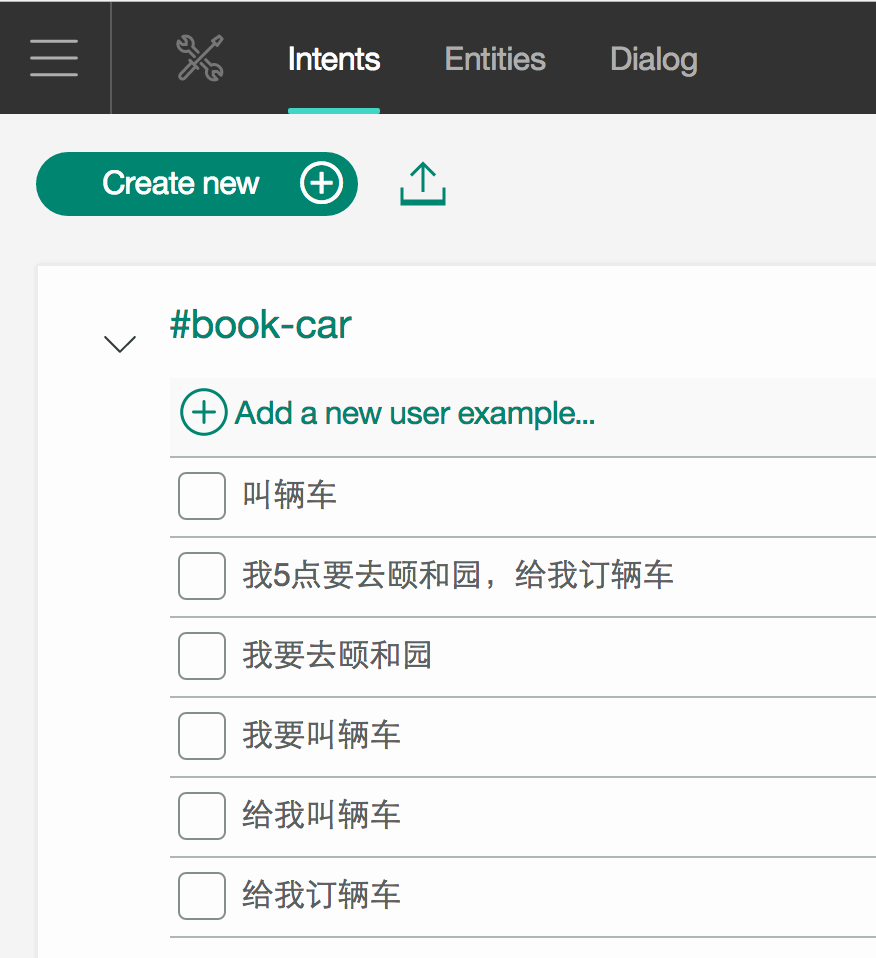 Intents Entities Dialog
Create new
#book-car
Add a new user example...
叫辆车
我5点要去颐和园，给我订辆车
我要去颐和园
我要叫辆车
给我叫辆车
给我订辆车